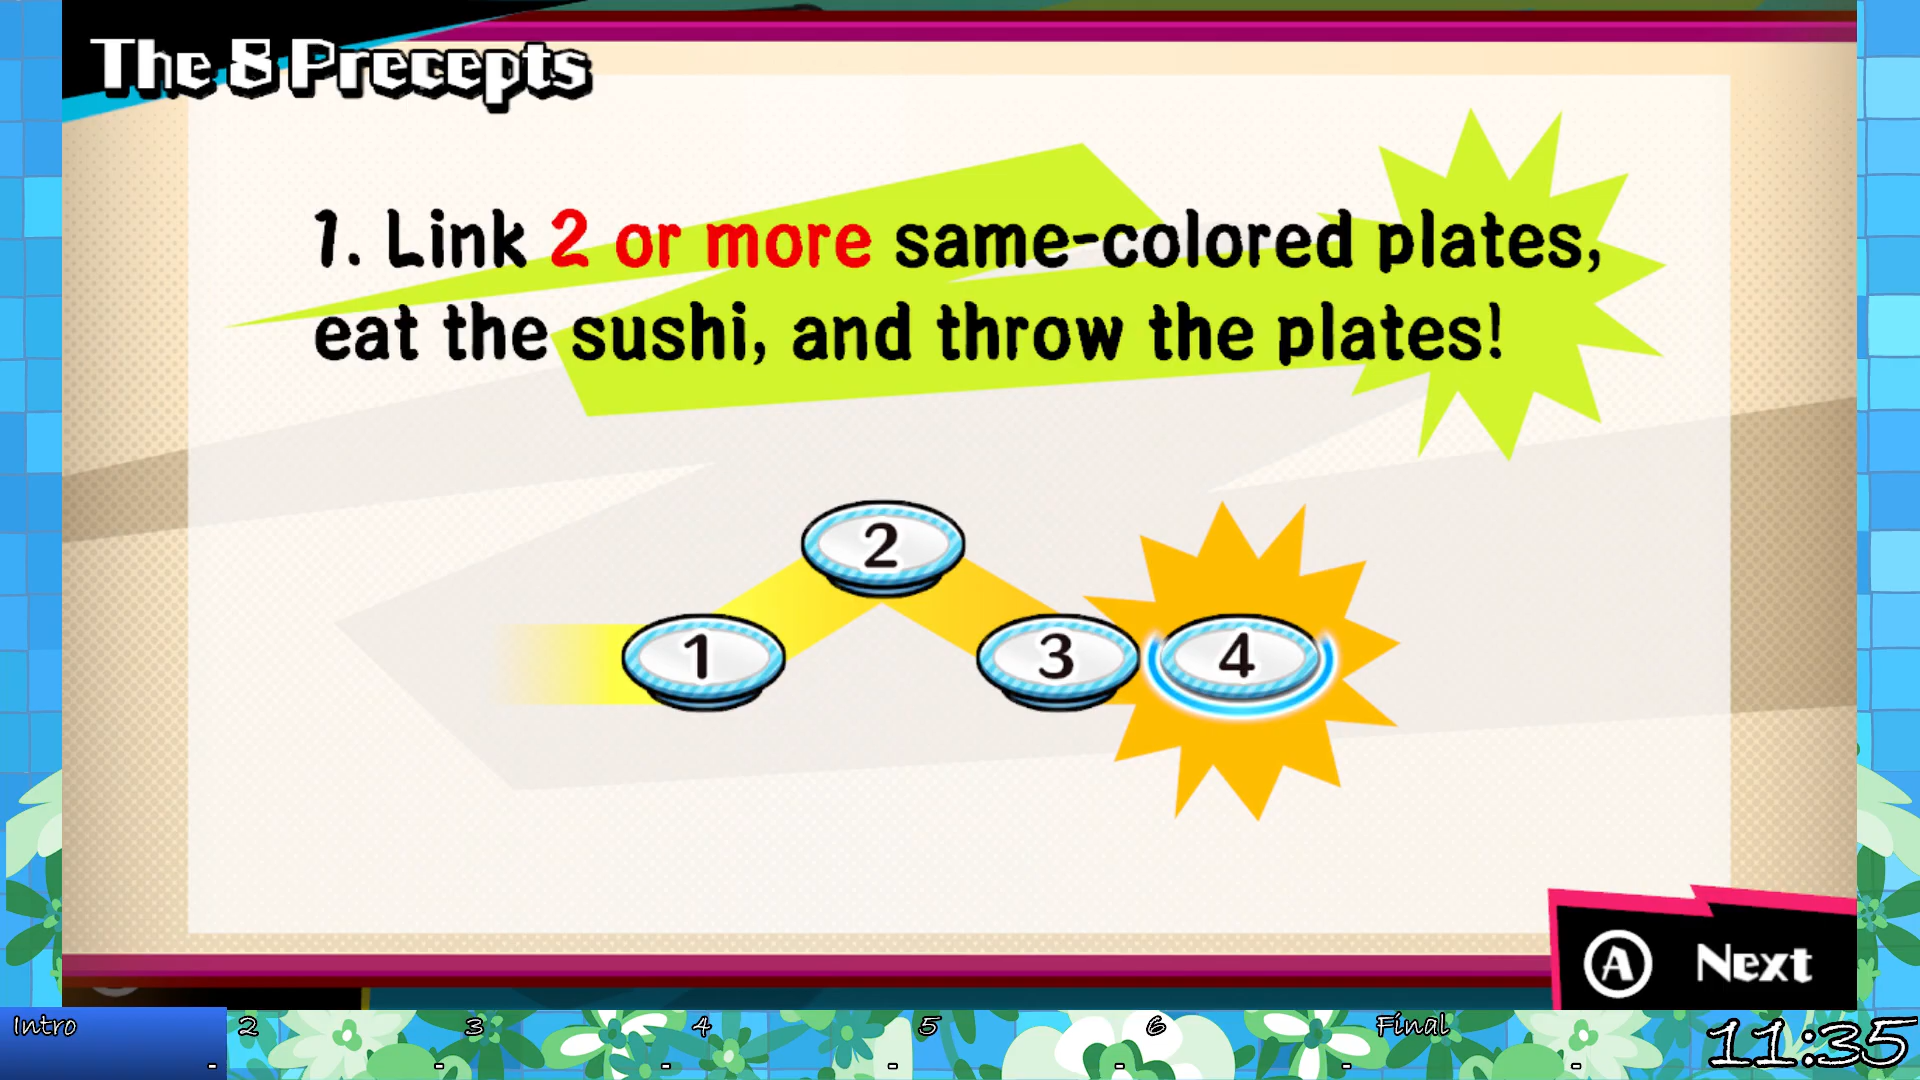 The 8 Precepts
1. Link 2 or more same-colored plates,
eat the sushi, and throw the plates!
2
1 3 4
A Next
Intro 2 3 4 5 6 Final
- - - - - - -
11:35